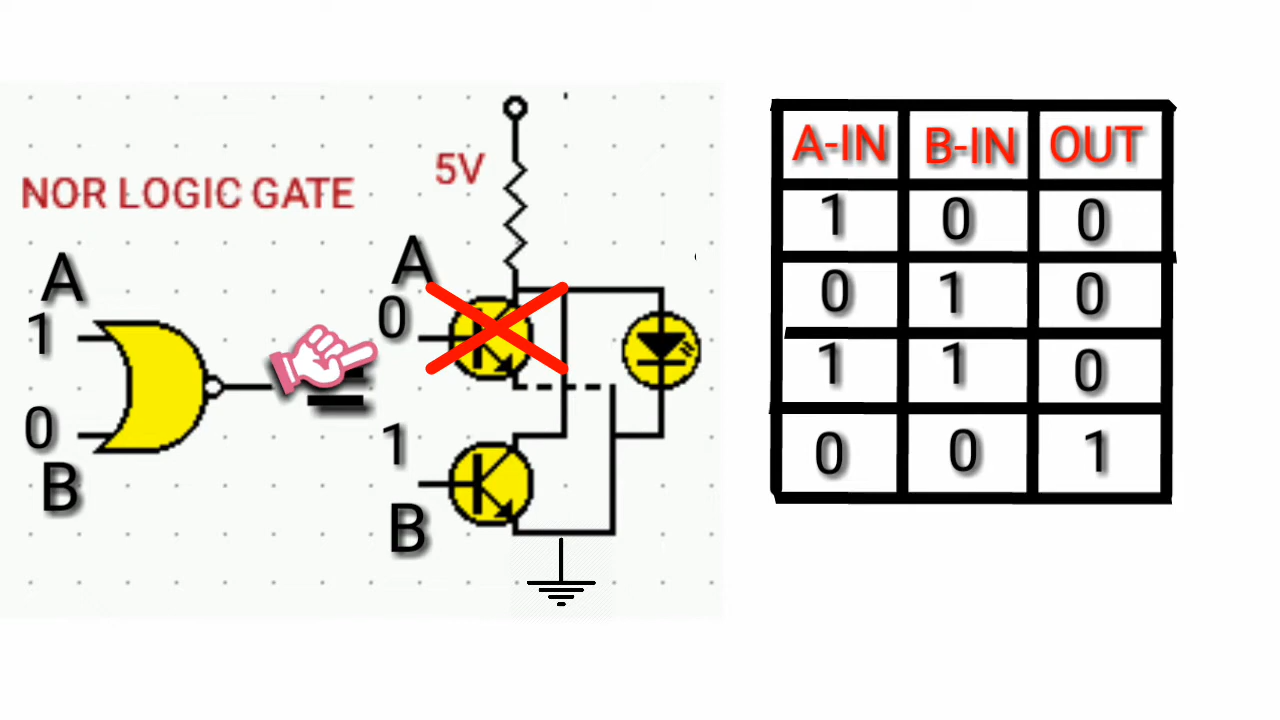 NOR LOGIC GATE
A
1
0
B
5V
A
0
1
B
A-IN B-IN OUT
1 0 0
0 1 0
1 1 0
0 0 1